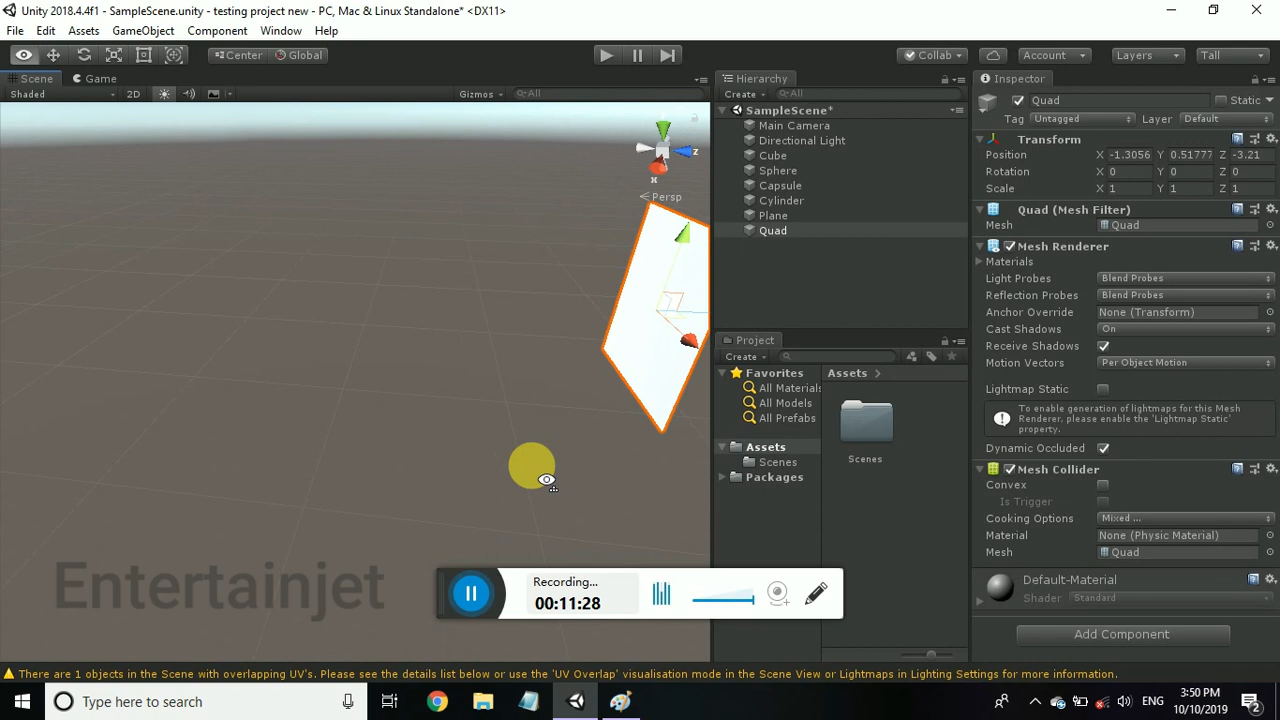 Unity 2018.4.4f1 - SampleScene.unity - testing project new - PC, Mac & Linux Standalone* <DX11>
File Edit Assets GameObject Component Window Help
Center Global Collab Account Layers Tall
Scene Game
Shaded 2D Gizmos All
y
z
x
Persp
Hierarchy
Create All
SampleScene*
Main Camera
Directional Light
Cube
Sphere
Capsule
Cylinder
Plane
Quad
Project
Create
Favorites
All Materials
All Models
All Prefabs
Assets
Scenes
Packages
Assets
Scenes
Inspector
Quad Static
Tag Untagged Layer Default
Transform
Position X -1.3056 Y 0.51777 Z -3.21
Rotation X 0 Y 0 Z 0
Scale X 1 Y 1 Z 1
Quad (Mesh Filter)
Mesh Quad
Mesh Renderer
Materials
Light Probes Blend Probes
Reflection Probes Blend Probes
Anchor Override None (Transform)
Cast Shadows On
Receive Shadows
Motion Vectors Per Object Motion
Lightmap Static
To enable generation of lightmaps for this Mesh
Renderer, please enable the 'Lightmap Static'
property.
Dynamic Occluded
Mesh Collider
Convex
Is Trigger
Cooking Options Mixed ...
Material None (Physic Material)
Mesh Quad
Default-Material
Shader Standard
Add Component
Entertainjet
Recording...
00:11:28
There are 1 objects in the Scene with overlapping UV's. Please see the details list below or use the 'UV Overlap' visualisation mode in the Scene View or Lightmaps in Lighting Settings for more information.
Type here to search
ENG
3:50 PM
10/10/2019
2